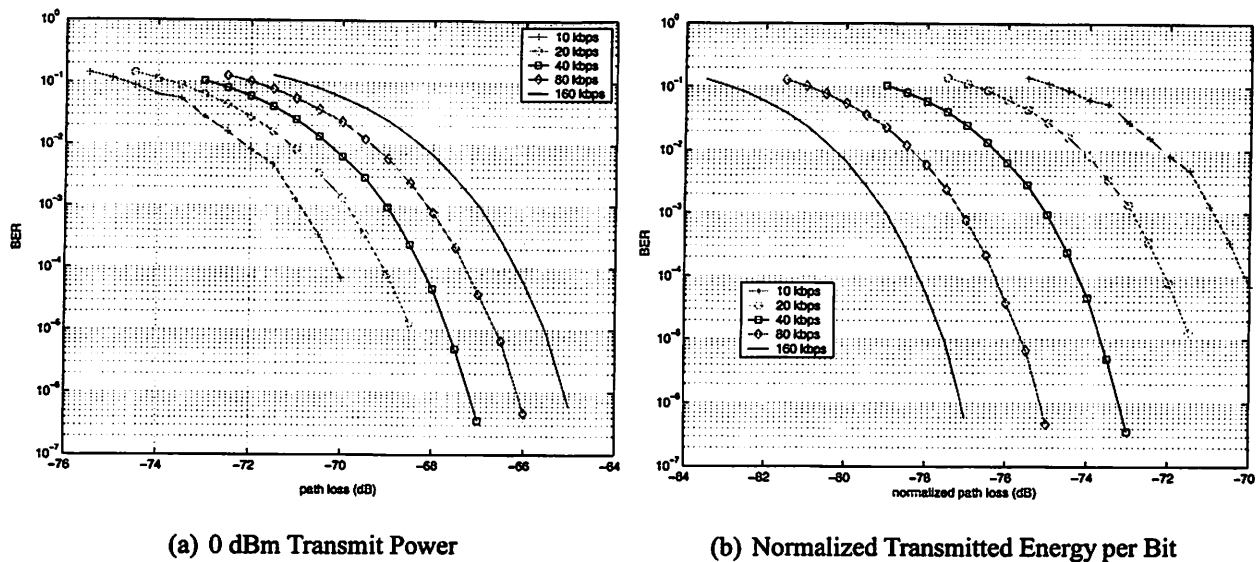 10^0
10^-1
10^-2
10^-3
10^-4
10^-5
10^-6
10^-7
BER
-76 -74 -72 -70 -68 -66 -64
path loss (dB)
10 kbps
20 kbps
40 kbps
80 kbps
160 kbps
(a) 0 dBm Transmit Power
10^0
10^-1
10^-2
10^-3
10^-4
10^-5
10^-6
10^-7
BER
-84 -82 -80 -78 -76 -74 -72 -70
normalized path loss (dB)
10 kbps
20 kbps
40 kbps
80 kbps
160 kbps
(b) Normalized Transmitted Energy per Bit